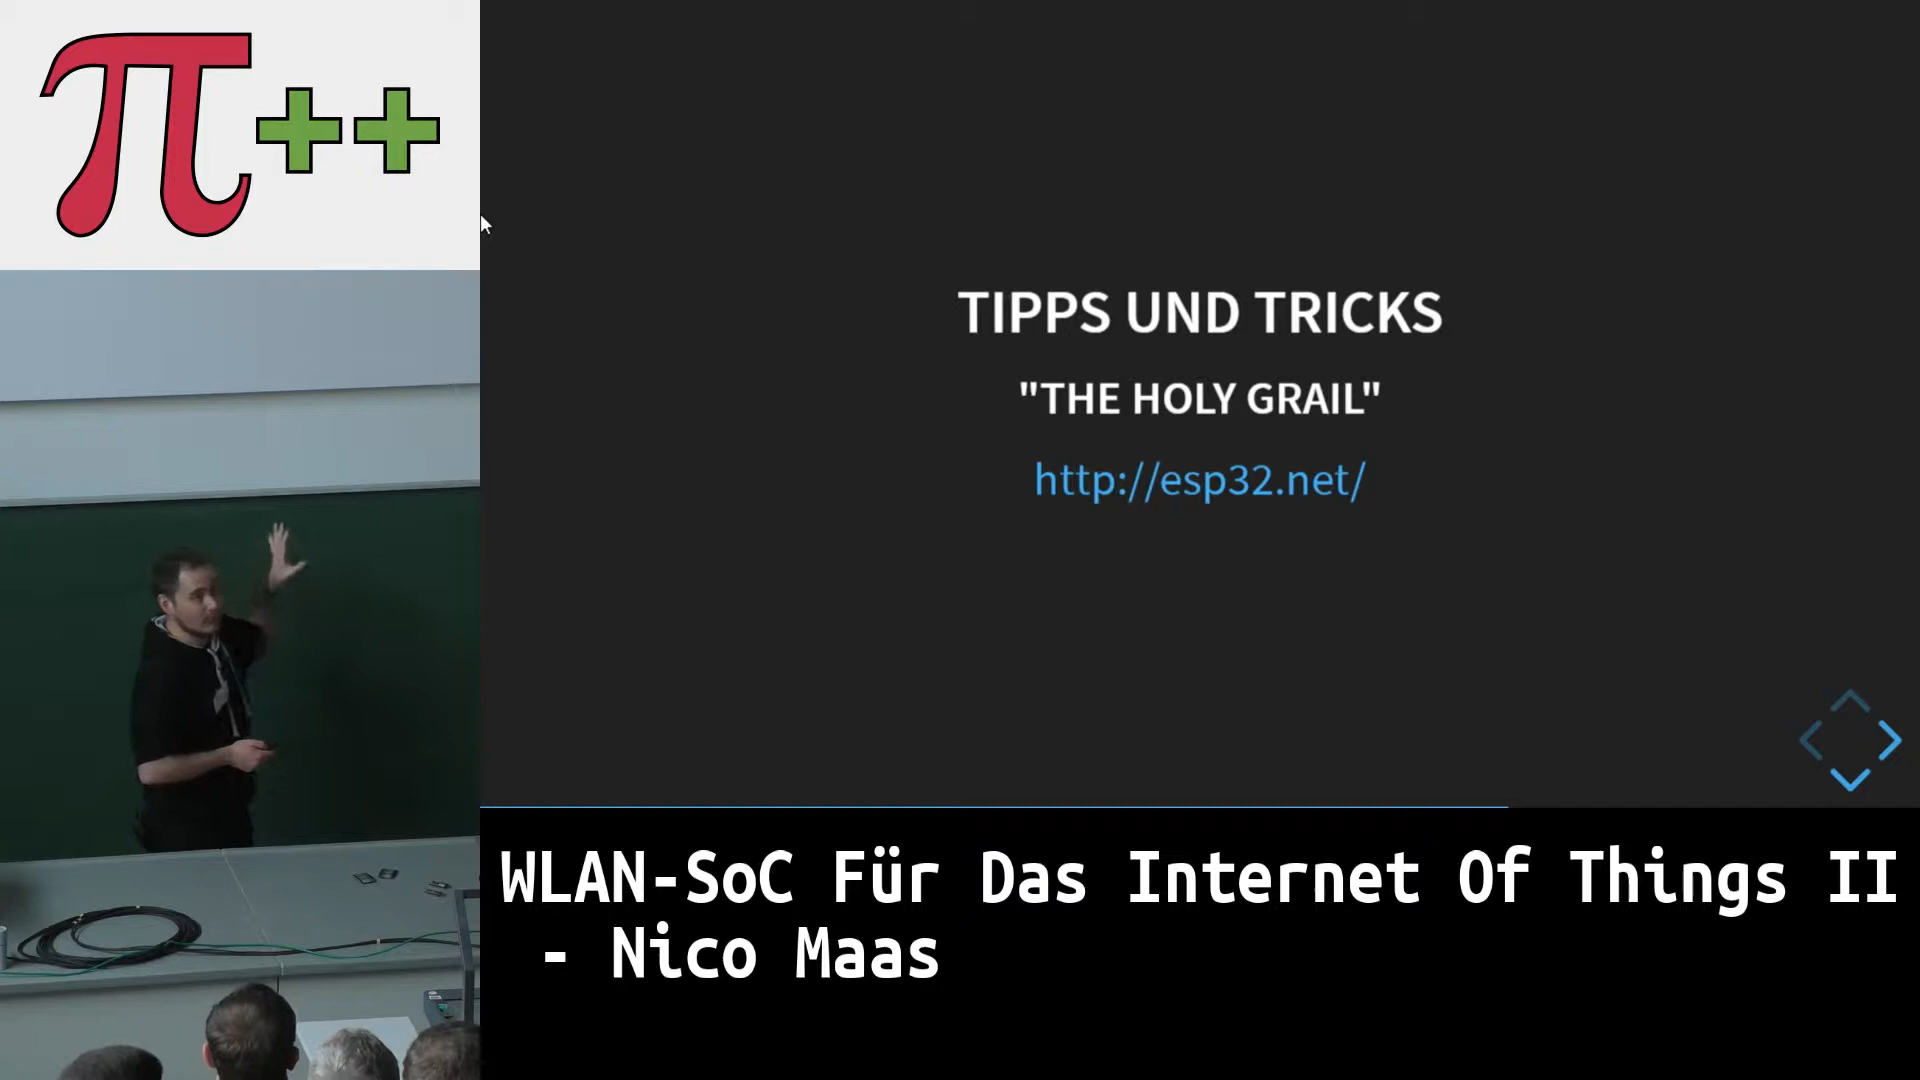 π++
TIPPS UND TRICKS
"THE HOLY GRAIL"
http://esp32.net/
WLAN-SoC Für Das Internet Of Things II
- Nico Maas